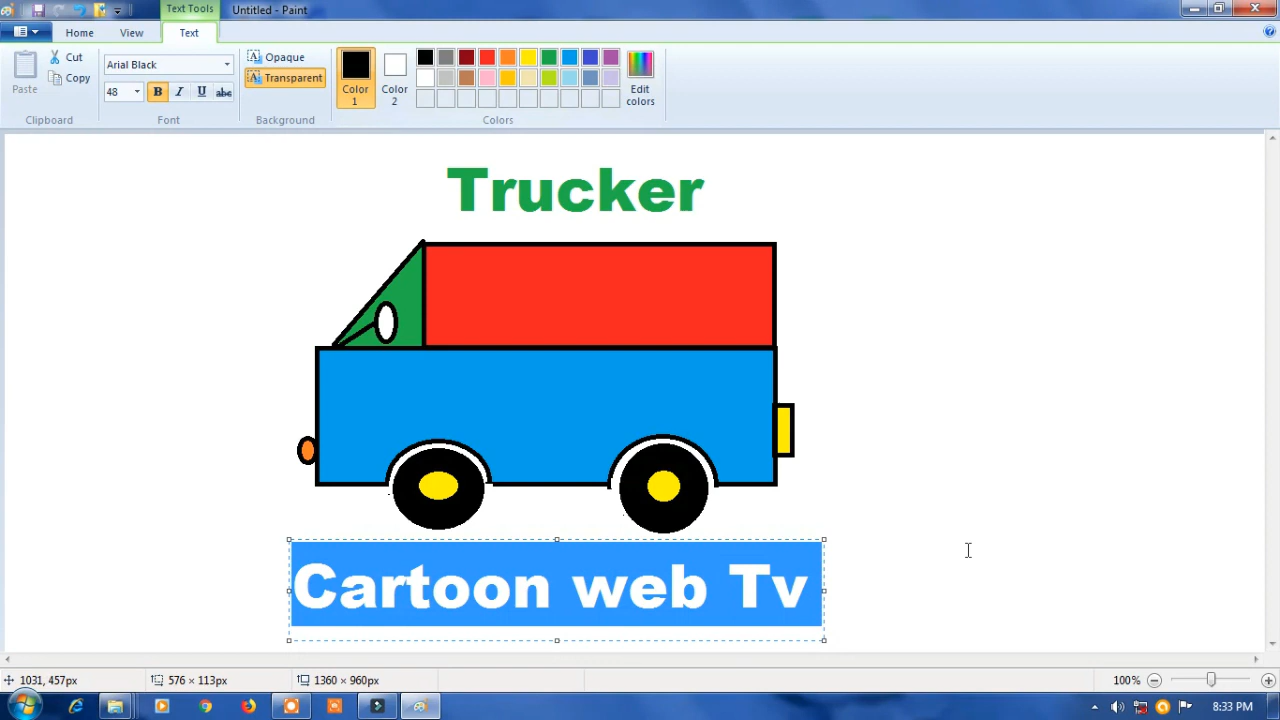 Text Tools
Untitled - Paint
Home
View
Text
Paste
Cut
Copy
Clipboard
Arial Black
48
B
I
U
abc
Font
Opaque
Transparent
Background
Color 1
Color 2
Edit colors
Colors
Trucker
Cartoon web Tv
1031, 457px
576 × 113px
1360 × 960px
100%
8:33 PM